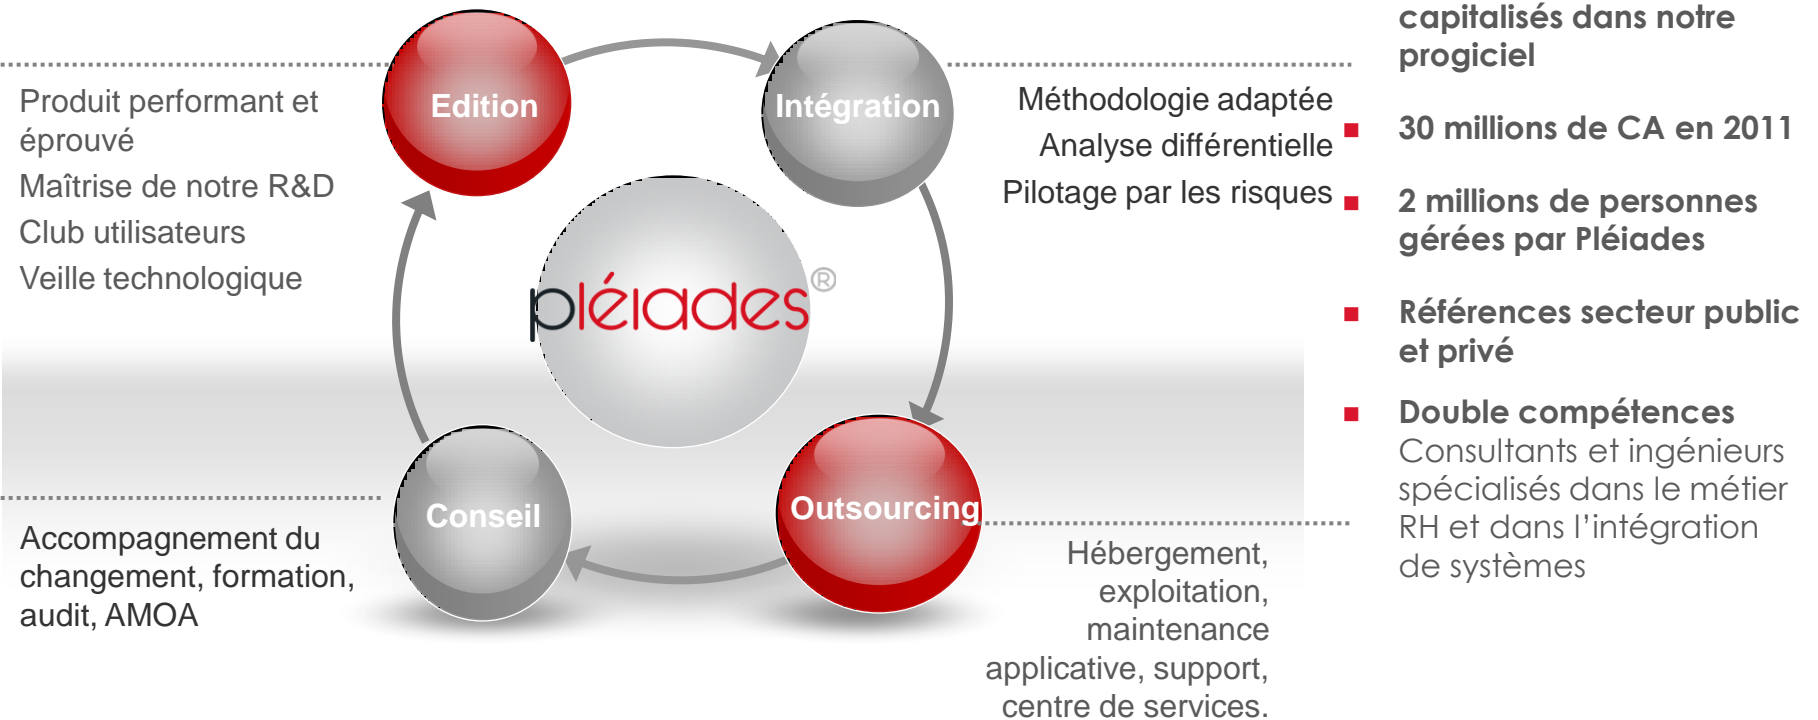 Edition
Produit performant et
éprouvé
Maîtrise de notre R&D
Club utilisateurs
Veille technologique
Intégration
Méthodologie adaptée
Analyse différentielle
Pilotage par les risques
pléiades®
Conseil
Accompagnement du
changement, formation,
audit, AMOA
Outsourcing
Hébergement,
exploitation,
maintenance
applicative, support,
centre de services.
capitalisés dans notre
progiciel
30 millions de CA en 2011
2 millions de personnes
gérées par Pléiades
Références secteur public
et privé
Double compétences
Consultants et ingénieurs
spécialisés dans le métier
RH et dans l’intégration
de systèmes